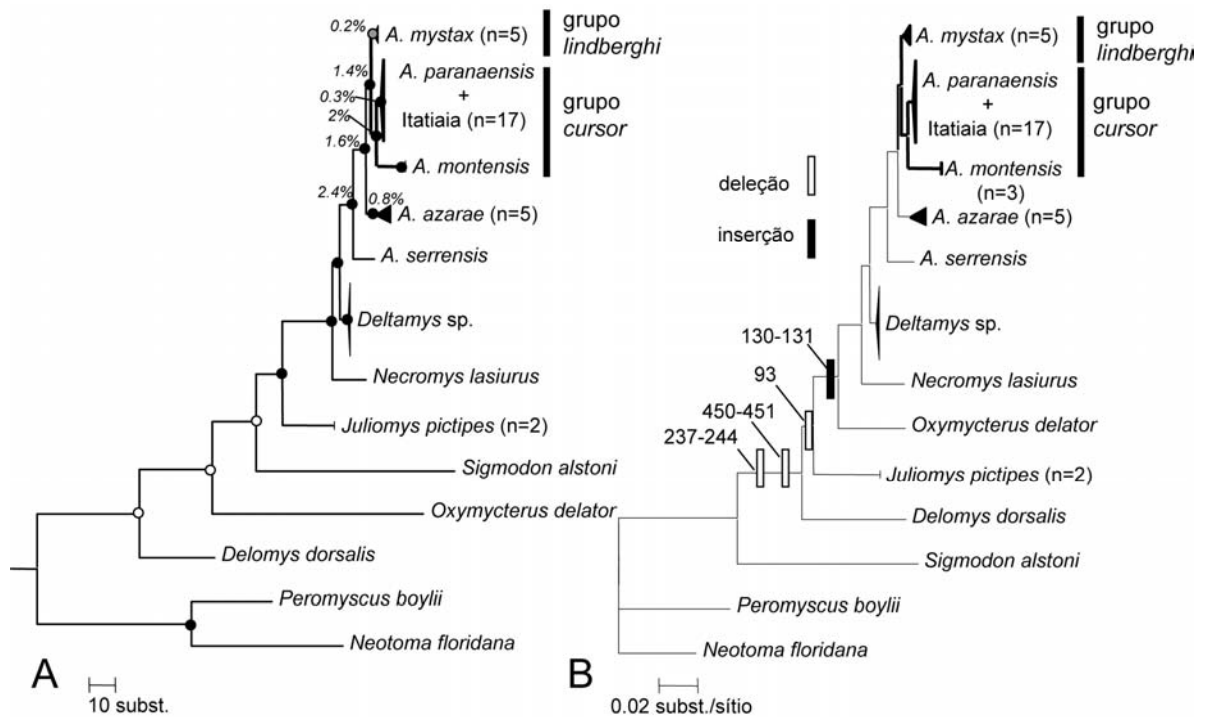 0.2%
A. mystax (n=5)
grupo
lindberghi
1.4%
A. paranaensis
+
Itatiaia (n=17)
0.3%
2%
grupo
cursor
1.6%
A. montensis
2.4%
0.8%
A. azarae (n=5)
A. serrensis
Deltamys sp.
Necromys lasiurus
Juliomys pictipes (n=2)
Sigmodon alstoni
Oxymycterus delator
Delomys dorsalis
Peromyscus boylii
Neotoma floridana
A
10 subst.
A. mystax (n=5)
grupo
lindberghi
A. paranaensis
+
Itatiaia (n=17)
grupo
cursor
deleção
A. montensis
(n=3)
A. azarae (n=5)
inserção
A. serrensis
Deltamys sp.
130-131
93
Necromys lasiurus
450-451
Oxymycterus delator
237-244
Juliomys pictipes (n=2)
Delomys dorsalis
Sigmodon alstoni
Peromyscus boylii
Neotoma floridana
B
0.02 subst./sítio